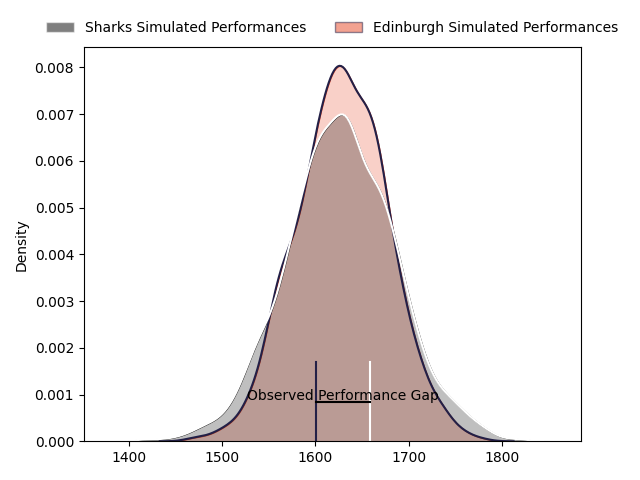 Sharks Simulated Performances Edinburgh Simulated Performances
0.008
0.007
0.006
0.005
0.004
0.003
0.002
0.001
0.000
Density
Observed Performance Gap
1400 1500 1600 1700 1800